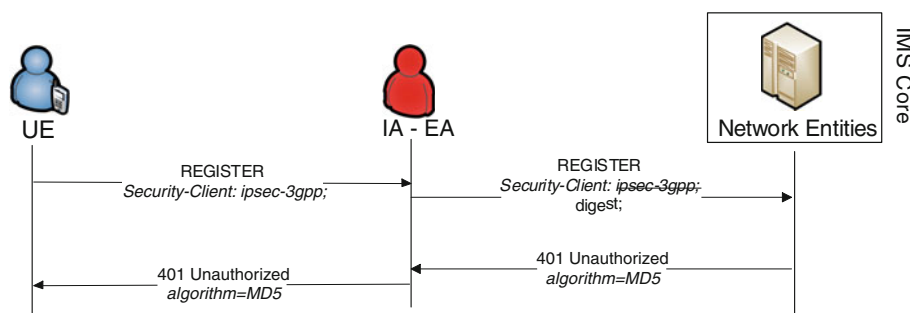 IMS Core
UE
IA - EA
Network Entities
REGISTER
Security-Client: ipsec-3gpp;
REGISTER
Security-Client: ipsec-3gpp;
digest;
401 Unauthorized
algorithm=MD5
401 Unauthorized
algorithm=MD5